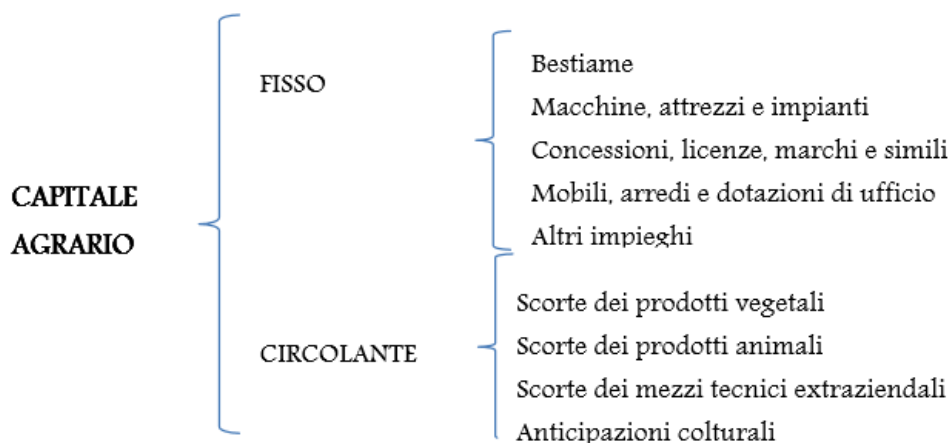 CAPITALE
AGRARIO
FISSO
Bestiame
Macchine, attrezzi e impianti
Concessioni, licenze, marchi e simili
Mobili, arredi e dotazioni di ufficio
Altri impieghi
CIRCOLANTE
Scorte dei prodotti vegetali
Scorte dei prodotti animali
Scorte dei mezzi tecnici extraziendali
Anticipazioni colturali